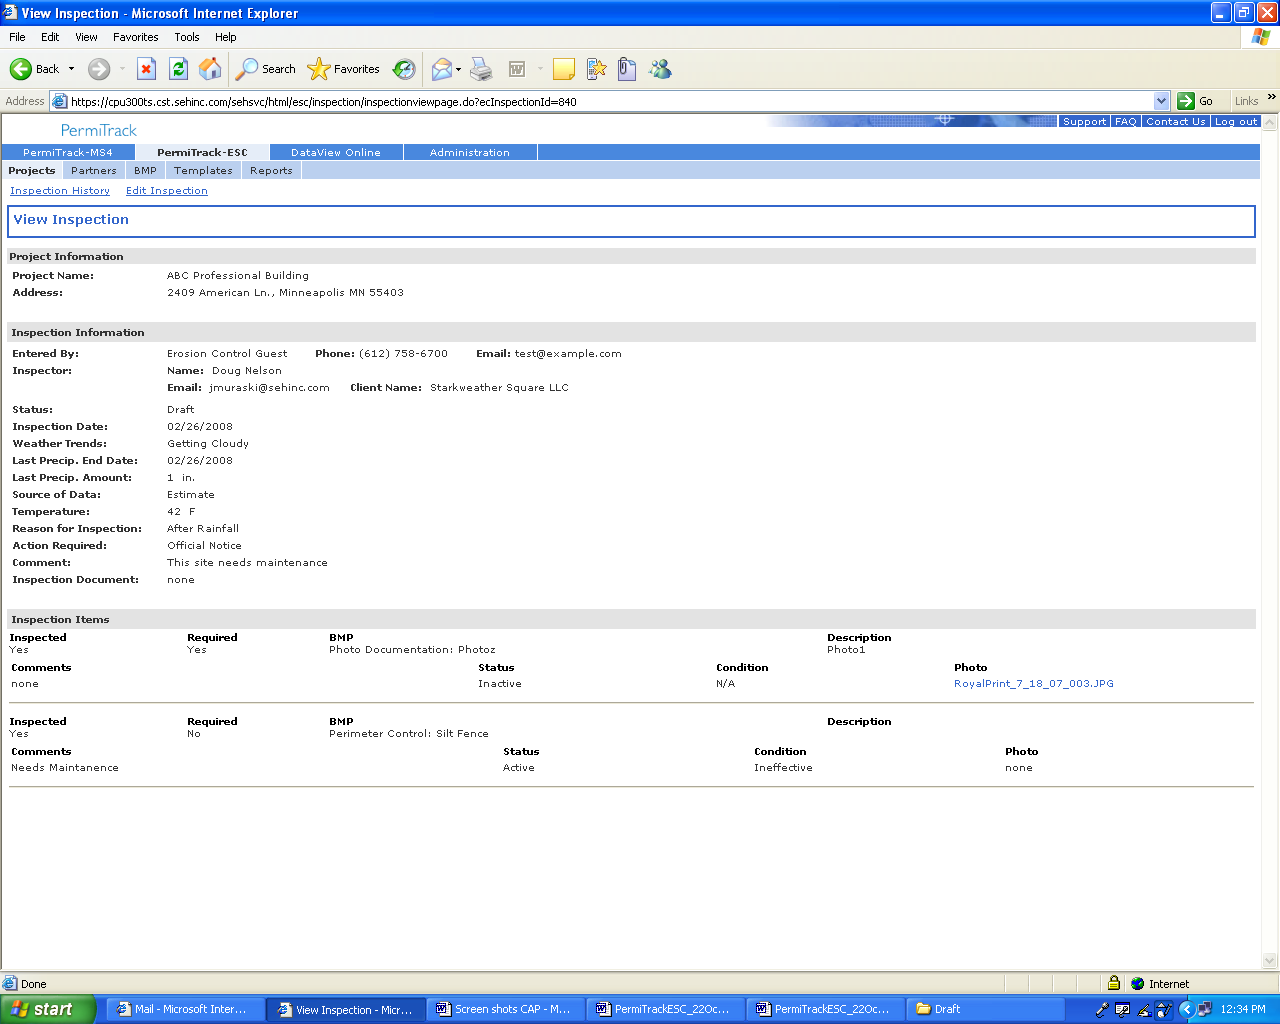 View Inspection - Microsoft Internet Explorer
File Edit View Favorites Tools Help
Back Search Favorites
Address https://cpu300ts.cst.sehinc.com/sehsvc/html/esc/inspection/inspectionviewpage.do?ecInspectionId=840 Go Links »
PermiTrack Support FAQ Contact Us Log out
PermiTrack-MS4 PermiTrack-ESC DataView Online Administration
Projects Partners BMP Templates Reports
Inspection History Edit Inspection
View Inspection
Project Information
Project Name: ABC Professional Building
Address: 2409 American Ln., Minneapolis MN 55403
Inspection Information
Entered By: Erosion Control Guest Phone: (612) 758-6700 Email: test@example.com
Inspector: Name: Doug Nelson
Email: jmuraski@sehinc.com Client Name: Starkweather Square LLC
Status: Draft
Inspection Date: 02/26/2008
Weather Trends: Getting Cloudy
Last Precip. End Date: 02/26/2008
Last Precip. Amount: 1 in.
Source of Data: Estimate
Temperature: 42 F
Reason for Inspection: After Rainfall
Action Required: Official Notice
Comment: This site needs maintenance
Inspection Document: none
Inspection Items
Inspected Required BMP Description
Yes Yes Photo Documentation: Photoz Photo1
Comments Status Condition Photo
none Inactive N/A RoyalPrint_7_18_07_003.JPG
Inspected Required BMP Description
Yes No Perimeter Control: Silt Fence
Comments Status Condition Photo
Needs Maintanence Active Ineffective none
Done Internet
start Mail - Microsoft Inter... View Inspection - Micr... Screen shots CAP - M... PermiTrackESC_22Oc... PermiTrackESC_22Oc... Draft 12:34 PM